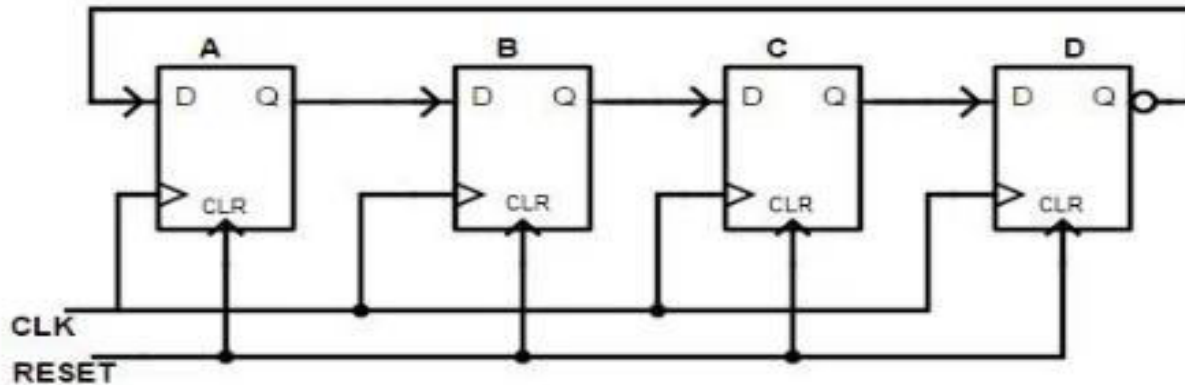 A B C D
D Q D Q D Q D Q
CLR CLR CLR CLR
CLK
RESET